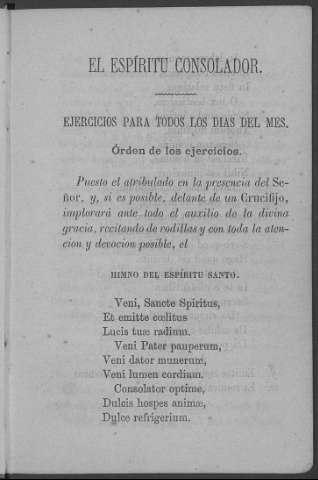 EL ESPÍRITU CONSOLADOR.
EJERCICIOS PARA TODOS LOS DIAS DEL MES.
Órden de los ejercicios.
Puesto el atribulado en la presencia del Se-
ñor, y, si es posible, delante de un Crucifijo,
implorará ante todo el auxilio de la divina
gracia, recitando de rodillas y con toda la aten-
cion y devocion posible, el
HIMNO DEL ESPÍRITU SANTO.
Veni, Sancte Spiritus,
Et emitte cœlitus
Lucis tuæ radium.
Veni Pater pauperum,
Veni dator munerum,
Veni lumen cordium.
Consolator optime,
Dulcis hospes animæ,
Dulce refrigerium.